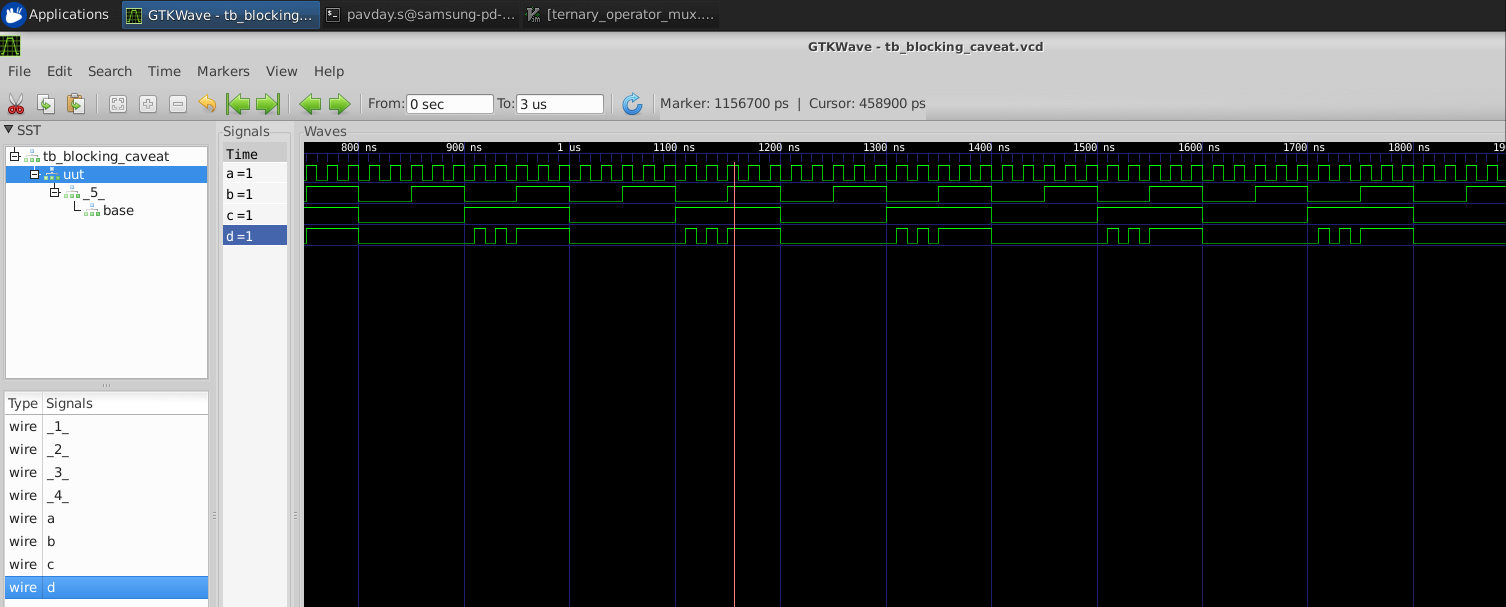 Applications GTKWave - tb_blocking... pavday.s@samsung-pd-... [ternary_operator_mux....
GTKWave - tb_blocking_caveat.vcd
File Edit Search Time Markers View Help
From: 0 sec To: 3 us Marker: 1156700 ps | Cursor: 458900 ps
SST
tb_blocking_caveat
uut
_5_
base
Type Signals
wire _1_
wire _2_
wire _3_
wire _4_
wire a
wire b
wire c
wire d
Signals
Time
a =1
b =1
c =1
d =1
Waves
800 ns 900 ns 1 us 1100 ns 1200 ns 1300 ns 1400 ns 1500 ns 1600 ns 1700 ns 1800 ns 19